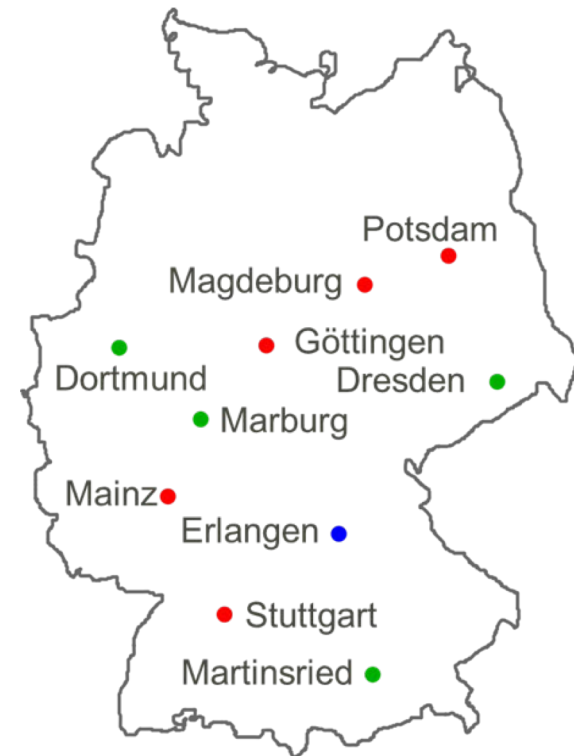 Potsdam
Magdeburg
Göttingen
Dortmund
Dresden
Marburg
Mainz
Erlangen
Stuttgart
Martinsried